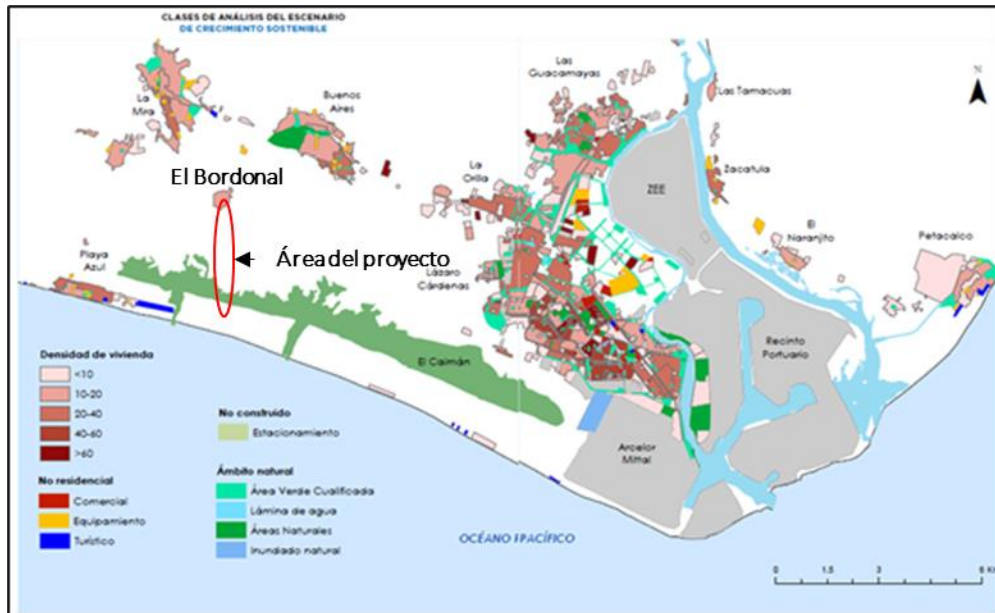 CLASES DE ANÁLISIS DEL ESCENARIO
DE CRECIMIENTO SOSTENIBLE
Las
Guacamayas
N
La
Mira
Buenos
Aires
Las Tamacuas
El Bordonal
La
Orilla
ZEE
Zacatula
El
Naranjito
Petacalco
Playa
Azul
Área del proyecto
Lázaro
Cárdenas
El Caimán
Recinto
Portuario
Arcelor
Mittal
OCÉANO PACÍFICO
Densidad de vivienda
<10
10-20
20-40
40-60
>60
No residencial
Comercial
Equipamiento
Turístico
No construido
Estacionamiento
Ámbito natural
Área Verde Cualificada
Lámina de agua
Áreas Naturales
Inundado natural
0 1.5 3 6